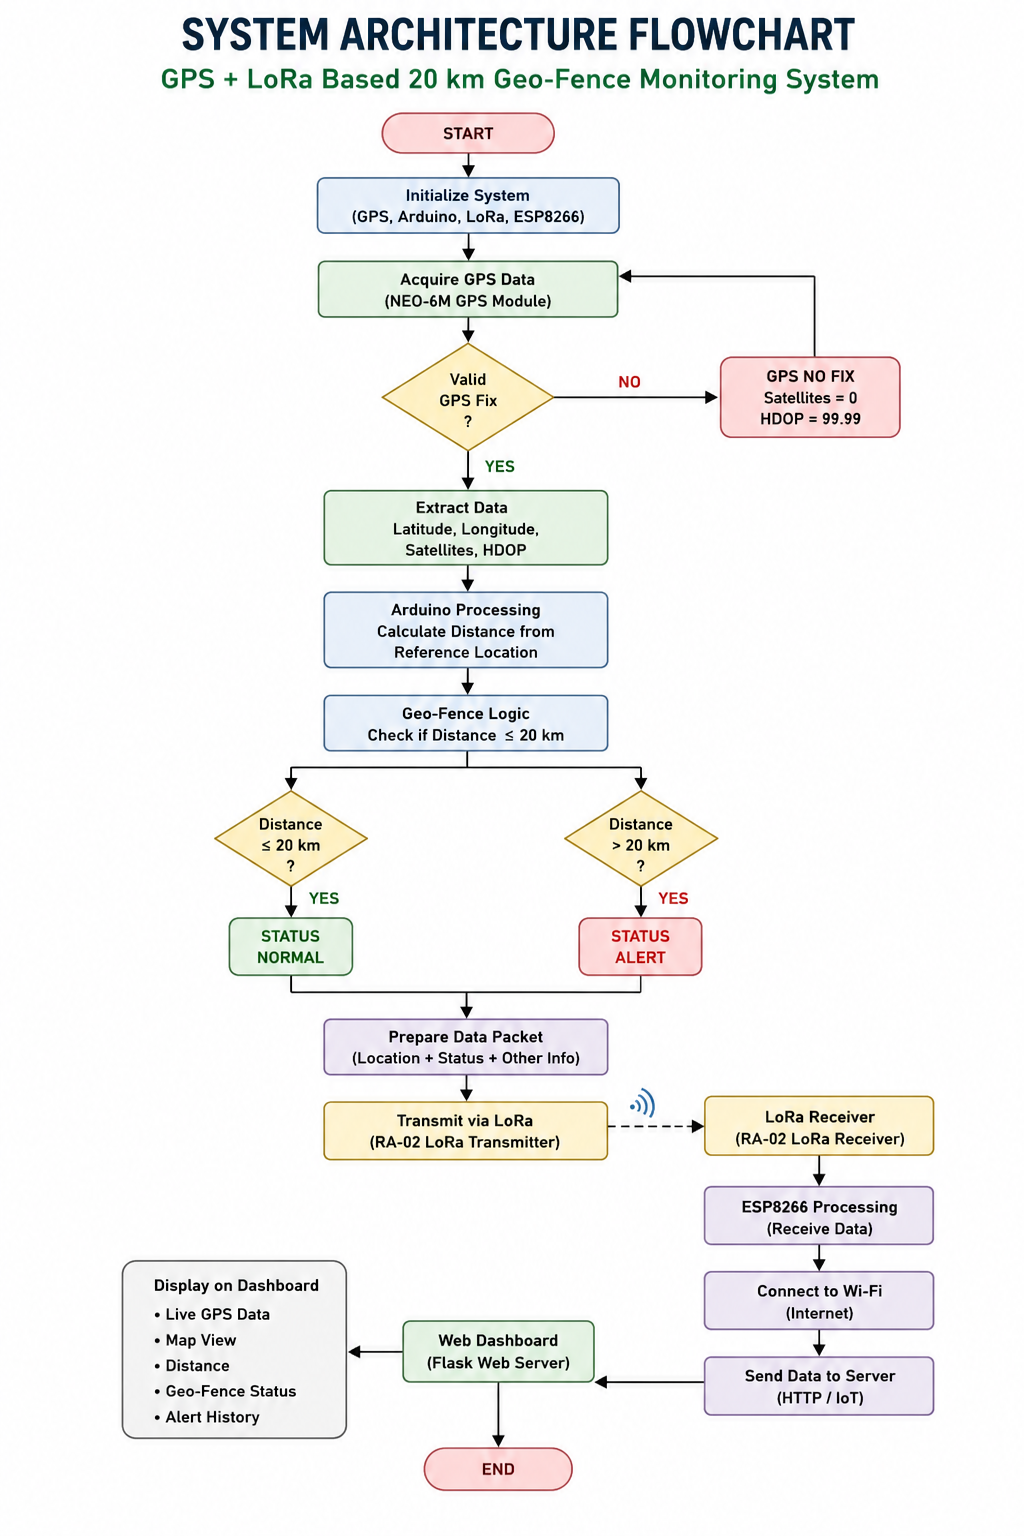 SYSTEM ARCHITECTURE FLOWCHART
GPS + LoRa Based 20 km Geo-Fence Monitoring System
START
Initialize System
(GPS, Arduino, LoRa, ESP8266)
Acquire GPS Data
(NEO-6M GPS Module)
Valid
GPS Fix
?
NO
GPS NO FIX
Satellites = 0
HDOP = 99.99
YES
Extract Data
Latitude, Longitude,
Satellites, HDOP
Arduino Processing
Calculate Distance from
Reference Location
Geo-Fence Logic
Check if Distance ≤ 20 km
Distance
≤ 20 km
?
YES
STATUS
NORMAL
Distance
> 20 km
?
YES
STATUS
ALERT
Prepare Data Packet
(Location + Status + Other Info)
Transmit via LoRa
(RA-02 LoRa Transmitter)
LoRa Receiver
(RA-02 LoRa Receiver)
ESP8266 Processing
(Receive Data)
Connect to Wi-Fi
(Internet)
Send Data to Server
(HTTP / IoT)
Web Dashboard
(Flask Web Server)
Display on Dashboard
• Live GPS Data
• Map View
• Distance
• Geo-Fence Status
• Alert History
END